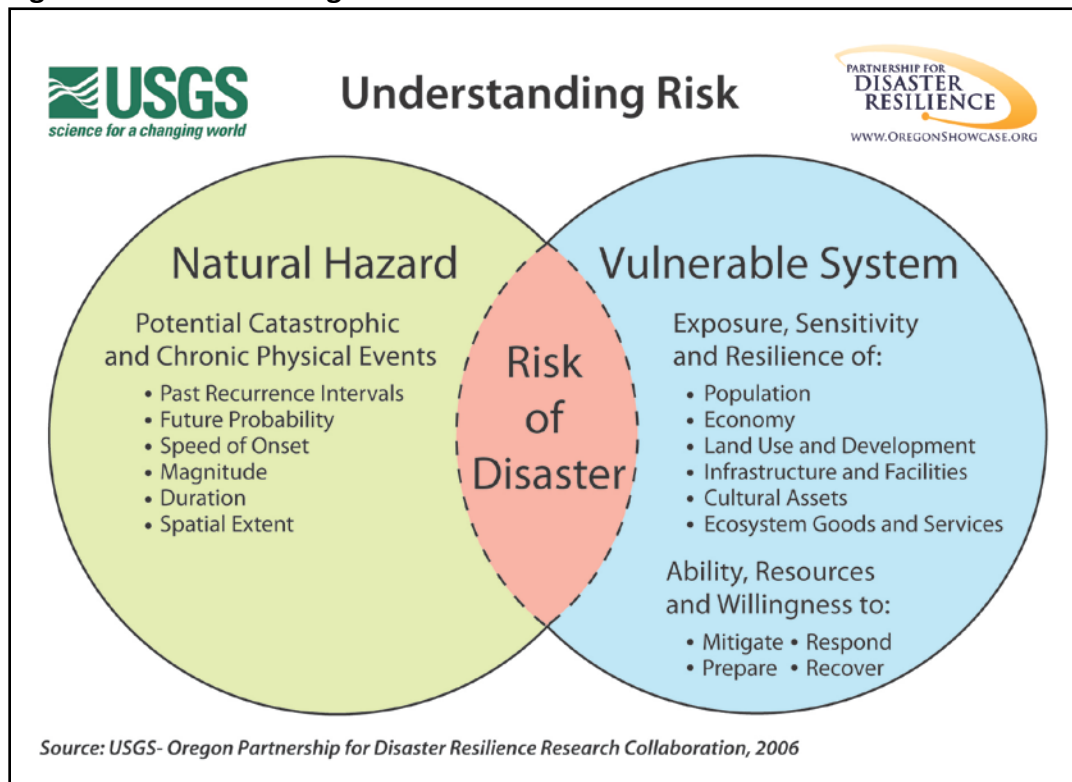 USGS
science for a changing world
Understanding Risk
PARTNERSHIP FOR
DISASTER
RESILIENCE
WWW.OREGONSHOWCASE.ORG
Natural Hazard
Potential Catastrophic
and Chronic Physical Events
• Past Recurrence Intervals
• Future Probability
• Speed of Onset
• Magnitude
• Duration
• Spatial Extent
Risk
of
Disaster
Vulnerable System
Exposure, Sensitivity
and Resilience of:
• Population
• Economy
• Land Use and Development
• Infrastructure and Facilities
• Cultural Assets
• Ecosystem Goods and Services
Ability, Resources
and Willingness to:
• Mitigate • Respond
• Prepare • Recover
Source: USGS- Oregon Partnership for Disaster Resilience Research Collaboration, 2006